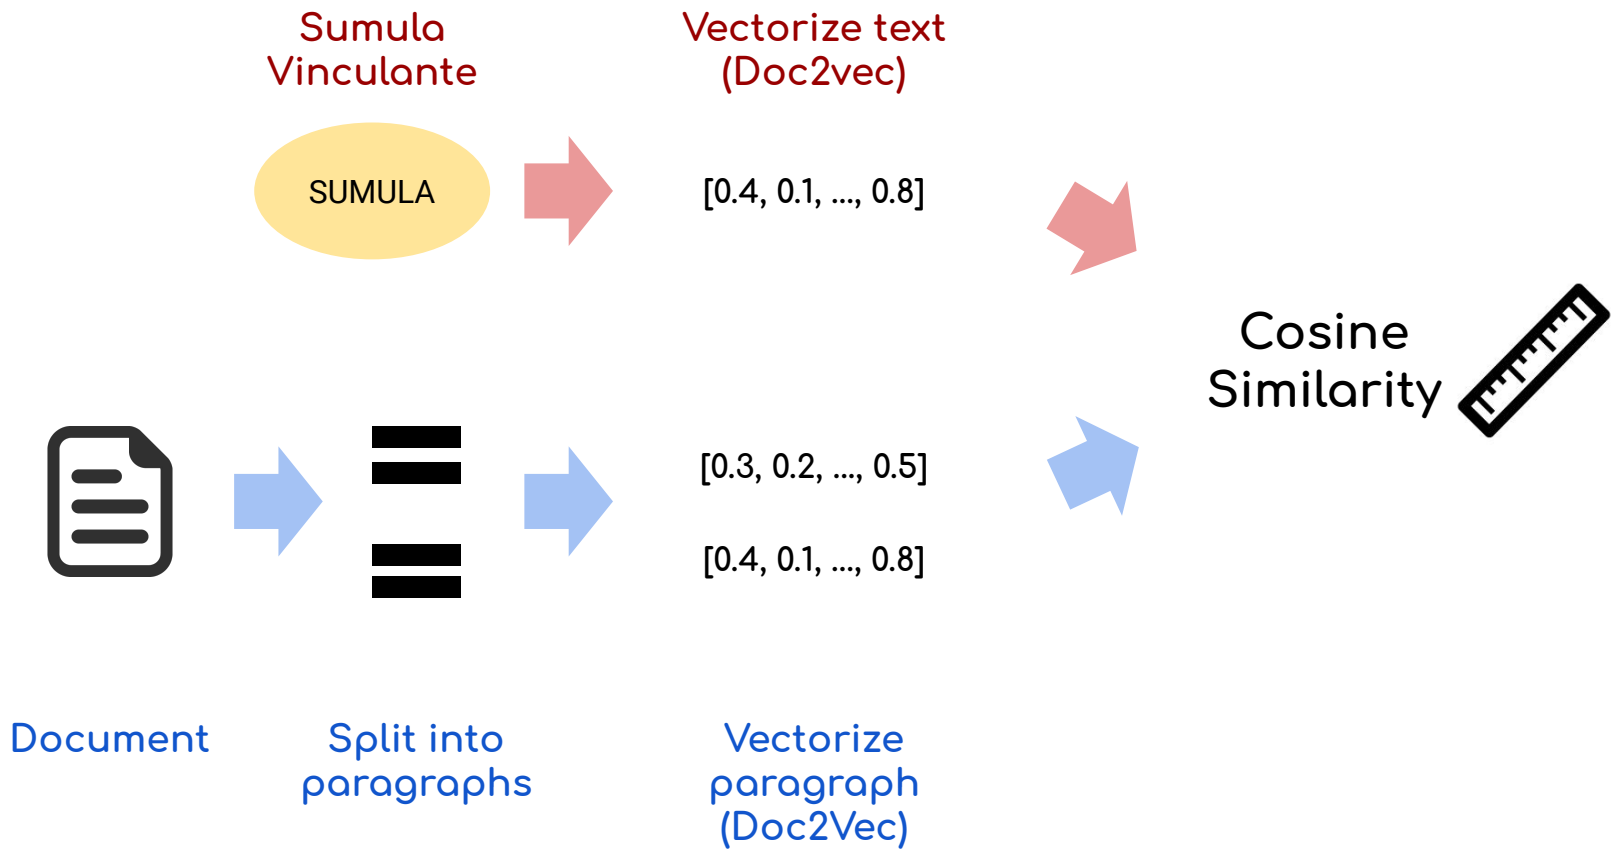 Sumula
Vinculante
Vectorize text
(Doc2vec)
SUMULA
[0.4, 0.1, ..., 0.8]
Cosine
Similarity
[0.3, 0.2, ..., 0.5]
[0.4, 0.1, ..., 0.8]
Document
Split into
paragraphs
Vectorize
paragraph
(Doc2Vec)